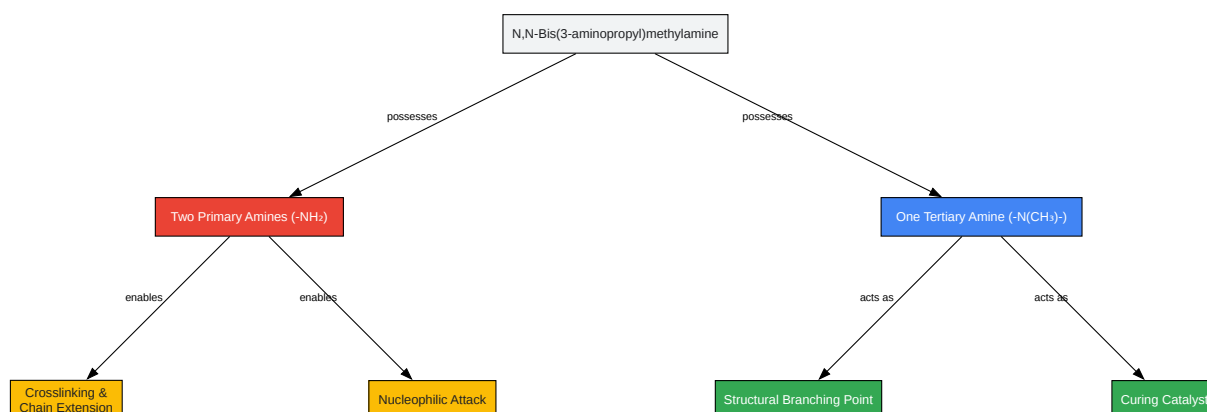 N,N-Bis(3-aminopropyl)methylamine
possesses
possesses
Two Primary Amines (-NH₂)
One Tertiary Amine (-N(CH₃)-)
enables
enables
acts as
acts as
Crosslinking &
Chain Extension
Nucleophilic Attack
Structural Branching Point
Curing Catalyst